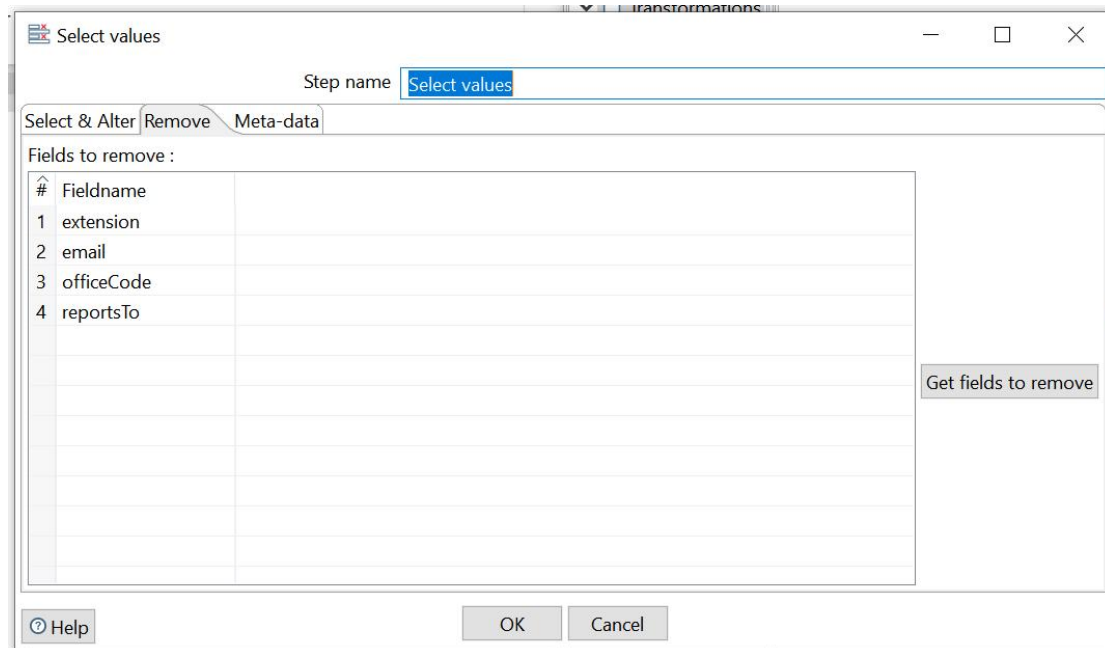 Transformations
Select values
Step name Select values
Select & Alter Remove Meta-data
Fields to remove :
# Fieldname
1 extension
2 email
3 officeCode
4 reportsTo
Get fields to remove
Help OK Cancel